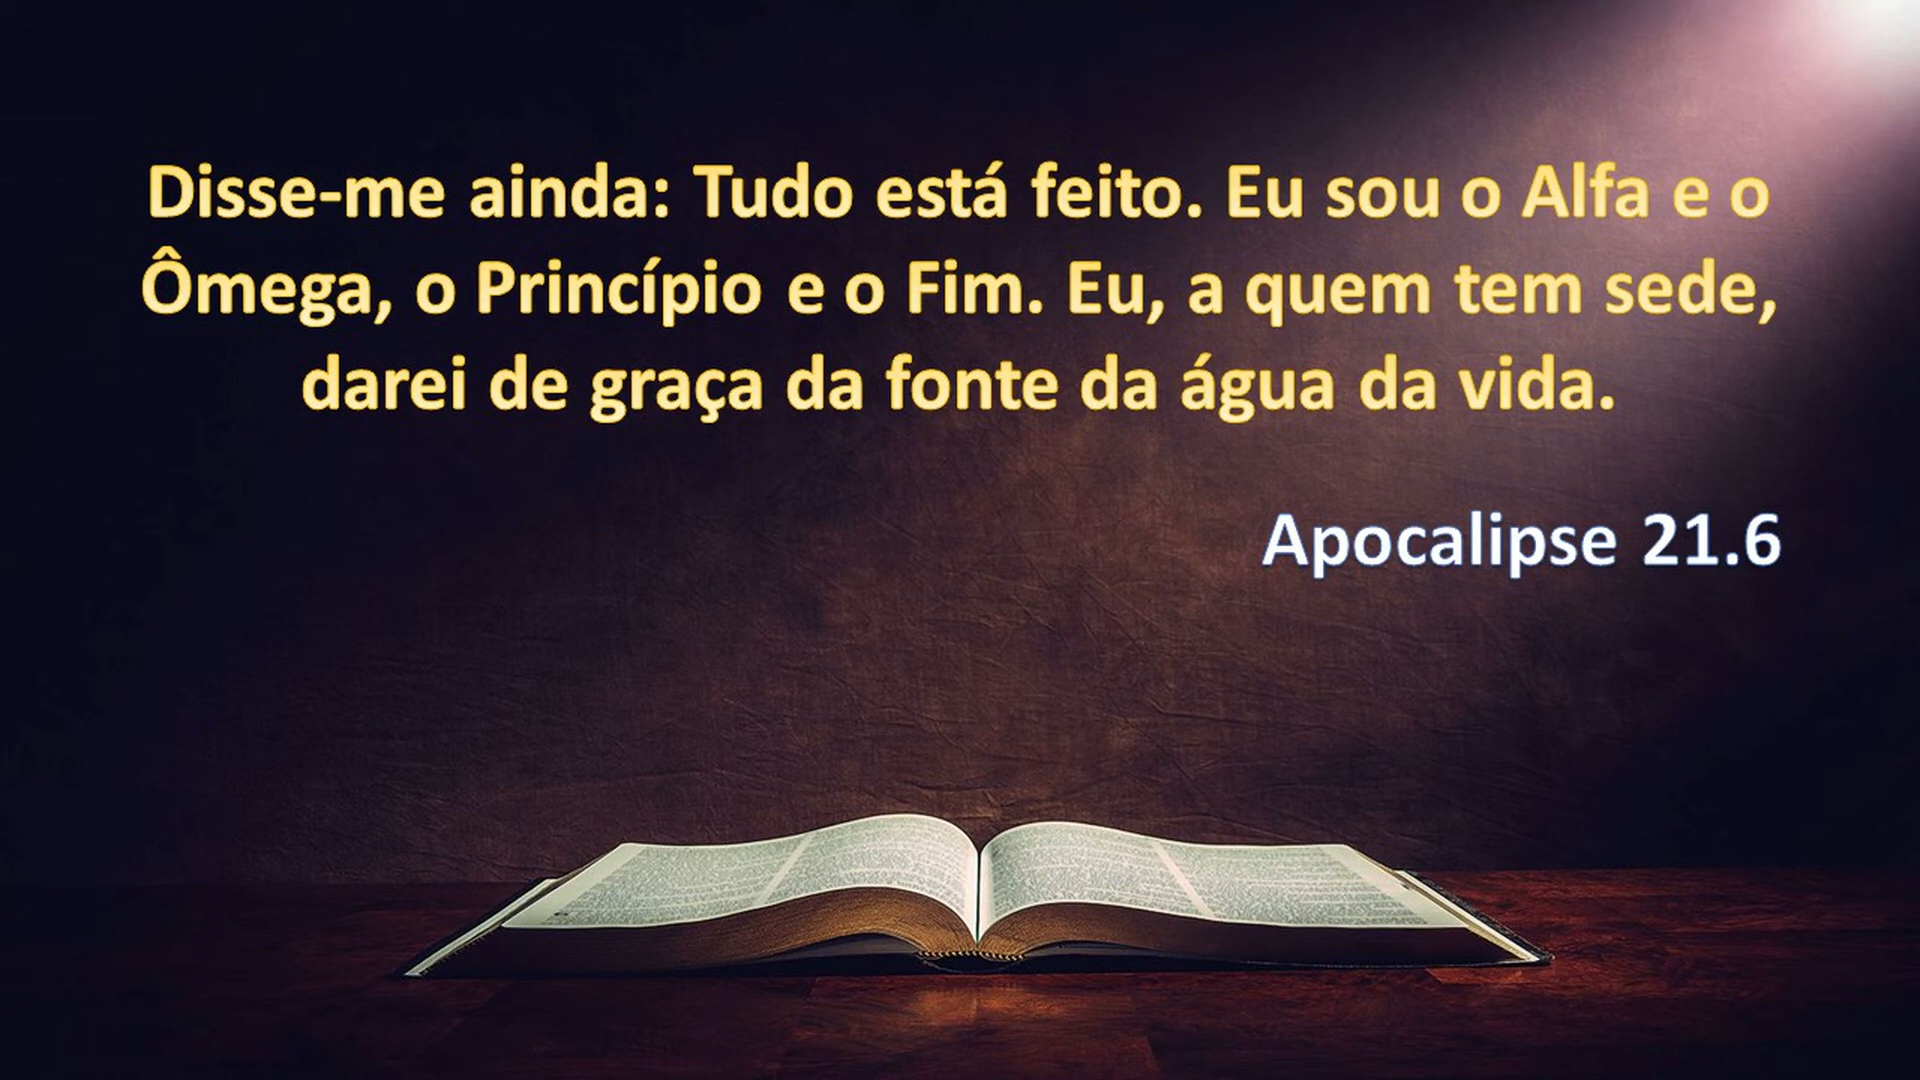 Disse-me ainda: Tudo está feito. Eu sou o Alfa e o
Ômega, o Princípio e o Fim. Eu, a quem tem sede,
darei de graça da fonte da água da vida.
Apocalipse 21.6